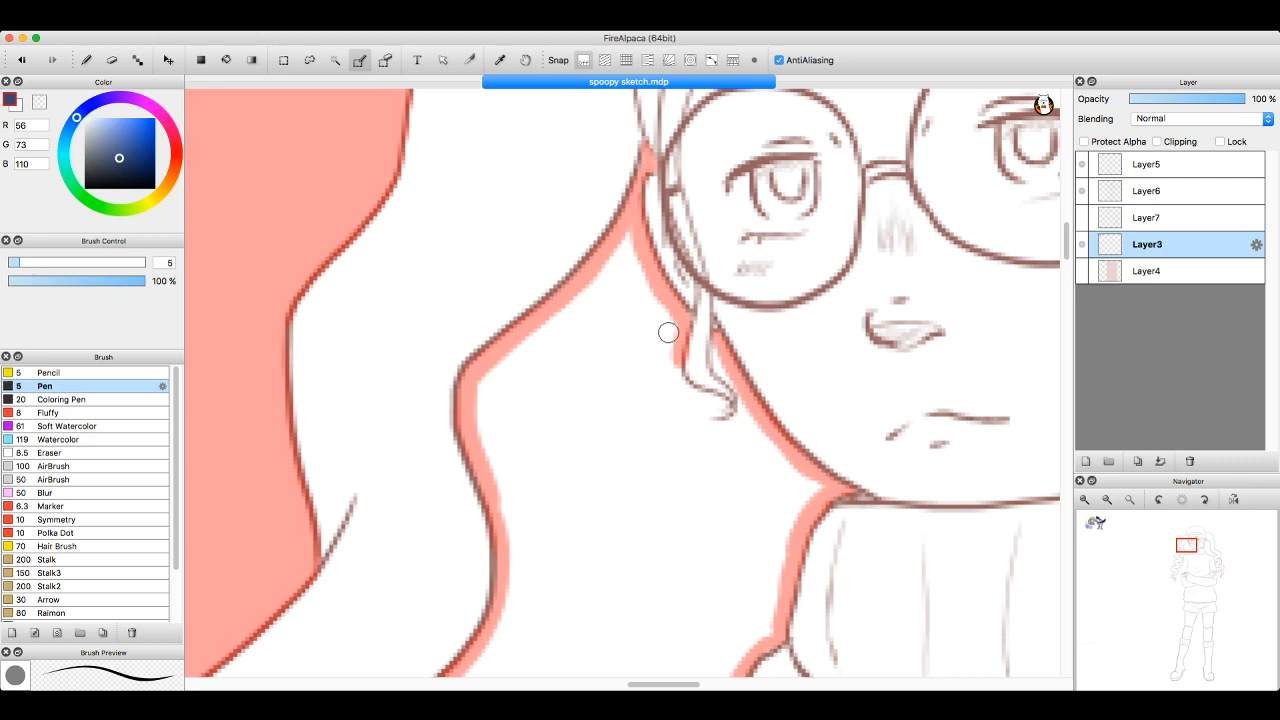 FireAlpaca (64bit)
Snap
AntiAliasing
Color
spoopy sketch.mdp
Layer
R 56
G 73
B 110
Opacity 100 %
Blending Normal
Protect Alpha Clipping Lock
Layer5
Layer6
Layer7
Layer3
Layer4
Brush Control
5
100 %
Brush
5 Pencil
5 Pen
20 Coloring Pen
8 Fluffy
61 Soft Watercolor
119 Watercolor
8.5 Eraser
100 AirBrush
50 AirBrush
50 Blur
6.3 Marker
10 Symmetry
10 Polka Dot
70 Hair Brush
200 Stalk
150 Stalk3
200 Stalk2
30 Arrow
80 Raimon
Brush Preview
Navigator